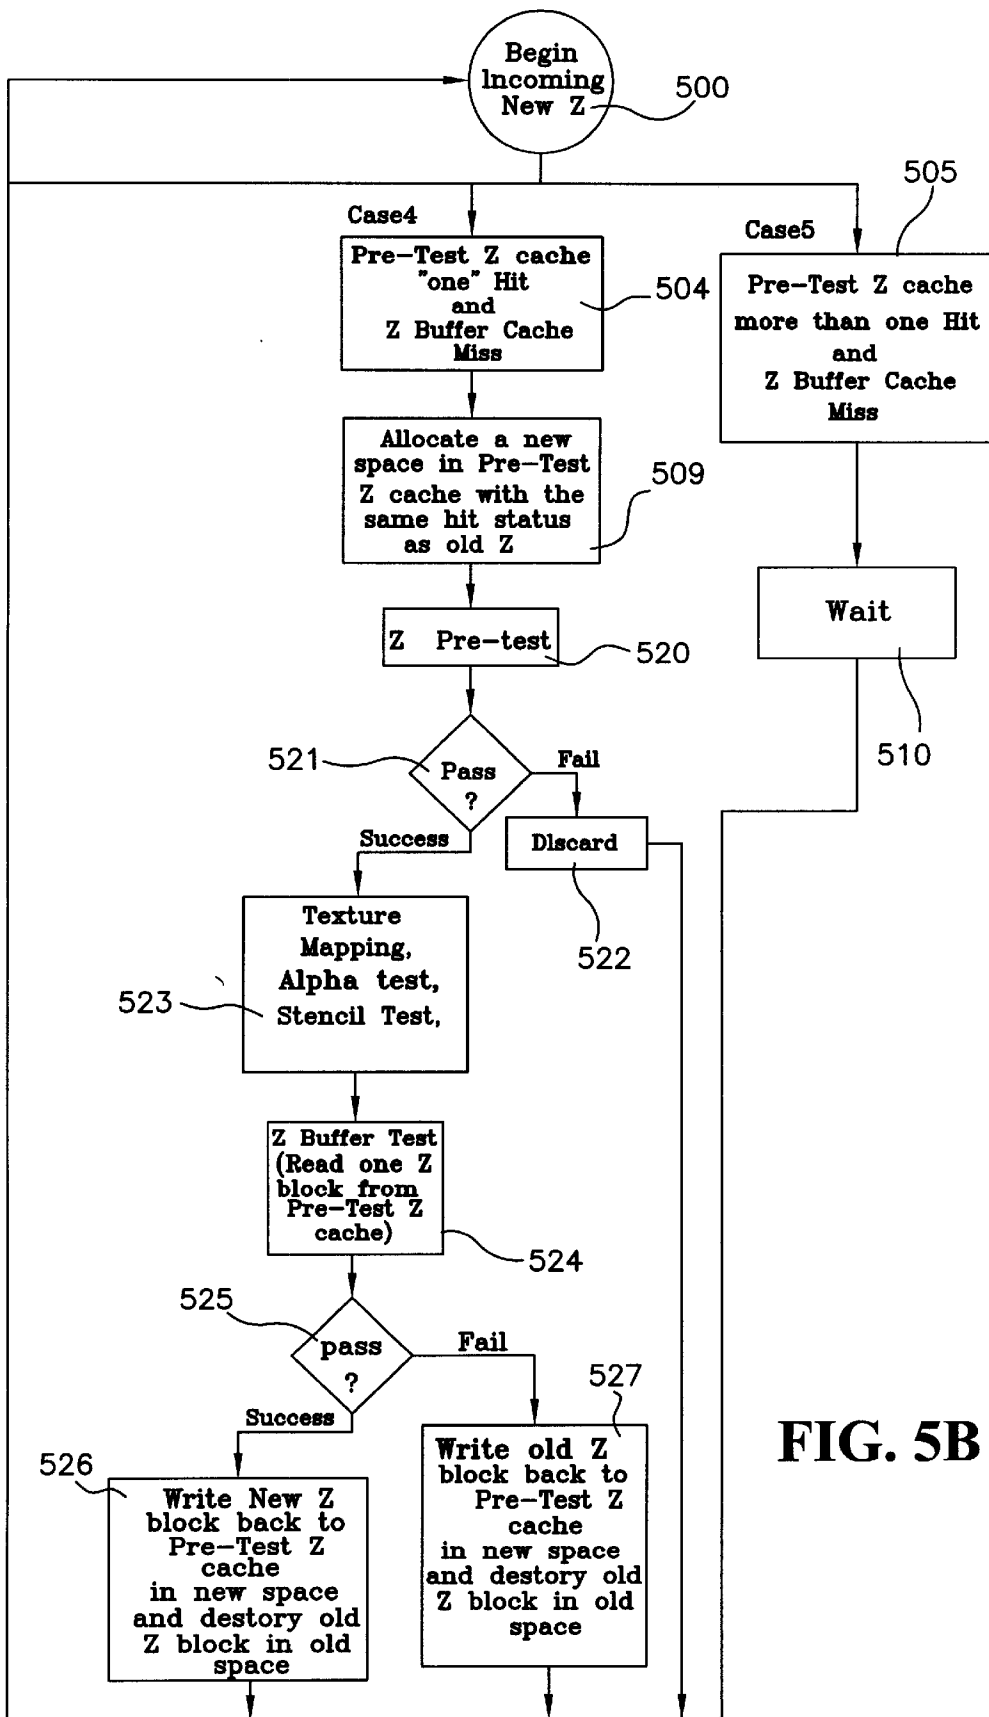 Begin
Incoming
New Z
500
505
Case4
Case5
Pre-Test Z cache
"one" Hit
and
Z Buffer Cache
Miss
504
Pre-Test Z cache
more than one Hit
and
Z Buffer Cache
Miss
Allocate a new
space in Pre-Test
Z cache with the
same hit status
as old Z
509
Wait
510
Z Pre-test
520
521
Pass
?
Fail
Success
Discard
522
Texture
Mapping,
Alpha test,
Stencil Test,
523
Z Buffer Test
(Read one Z
block from
Pre-Test Z
cache)
524
525
pass
?
Fail
Success
527
526
Write New Z
block back to
Pre-Test Z
cache
in new space
and destory old
Z block in old
space
Write old Z
block back to
Pre-Test Z
cache
in new space
and destory old
Z block in old
space
FIG. 5B